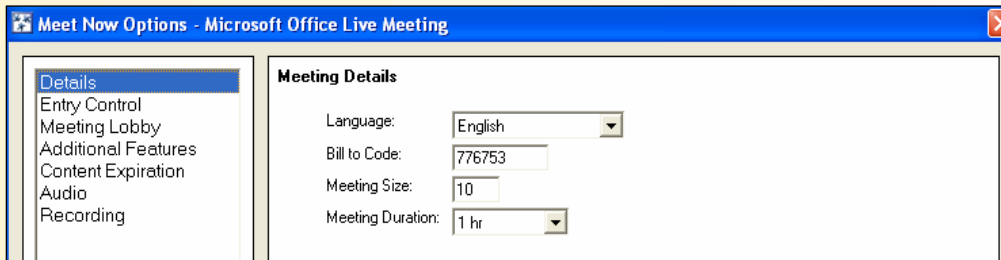 Meet Now Options - Microsoft Office Live Meeting
Details
Entry Control
Meeting Lobby
Additional Features
Content Expiration
Audio
Recording
Meeting Details
Language: English
Bill to Code: 776753
Meeting Size: 10
Meeting Duration: 1 hr